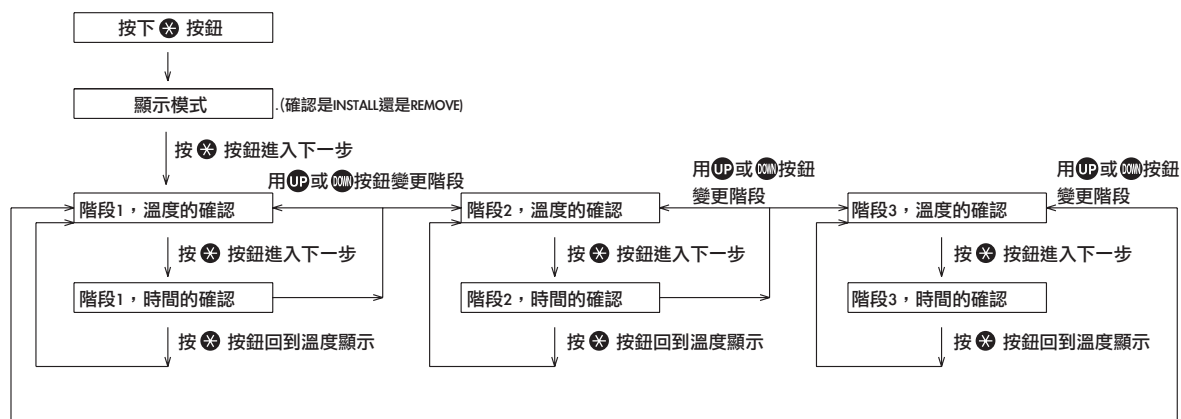 按下 ⊛ 按鈕
顯示模式
.(確認是INSTALL還是REMOVE)
按 ⊛ 按鈕進入下一步
用UP或DOWN按鈕變更階段
用UP或DOWN按鈕
變更階段
用UP或DOWN按鈕
變更階段
階段1，溫度的確認
階段2，溫度的確認
階段3，溫度的確認
按 ⊛ 按鈕進入下一步
按 ⊛ 按鈕進入下一步
按 ⊛ 按鈕進入下一步
階段1，時間的確認
階段2，時間的確認
階段3，時間的確認
按 ⊛ 按鈕回到溫度顯示
按 ⊛ 按鈕回到溫度顯示
按 ⊛ 按鈕回到溫度顯示